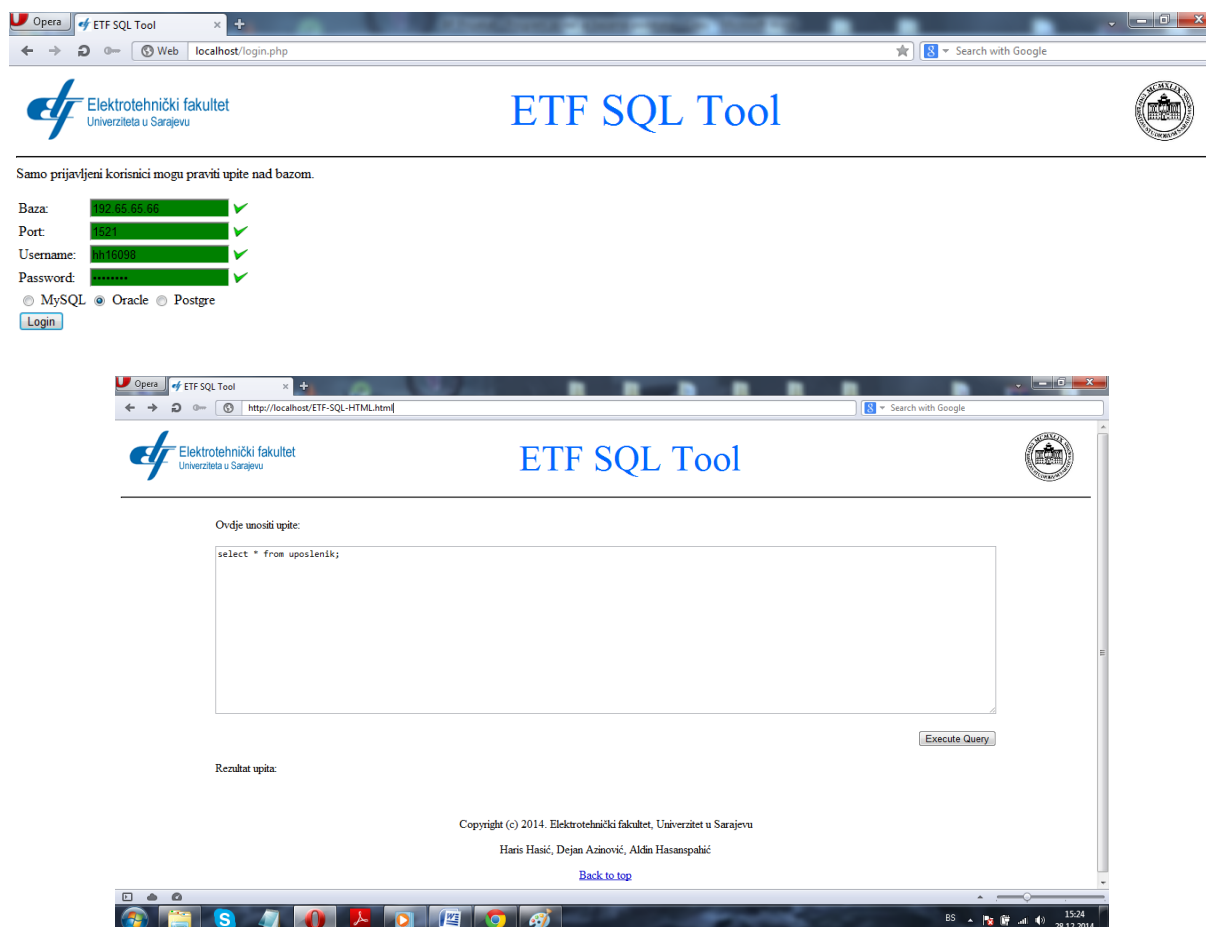 Opera
ETF SQL Tool
Web localhost/login.php
Search with Google
Elektrotehnički fakultet
Univerziteta u Sarajevu
ETF SQL Tool
Samo prijavljeni korisnici mogu praviti upite nad bazom.
Baza: 192.65.65.66
Port: 1521
Username: hh16098
Password: ••••••••
MySQL Oracle Postgre
Login
Opera
ETF SQL Tool
http://localhost/ETF-SQL-HTML.html
Search with Google
Elektrotehnički fakultet
Univerziteta u Sarajevu
ETF SQL Tool
Ovdje unositi upite:
select * from uposlenik;
Execute Query
Rezultat upita:
Copyright (c) 2014. Elektrotehnički fakultet, Univerzitet u Sarajevu
Haris Hasić, Dejan Azinović, Aldin Hasanspahić
Back to top
BS
15:24
28.12.2014